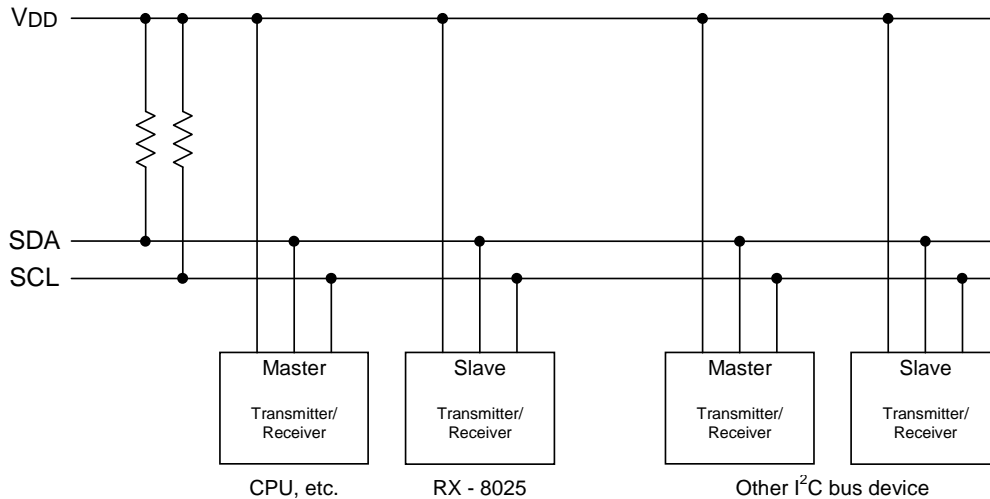 VDD
SDA
SCL
Master
Transmitter/
Receiver
CPU, etc.
Slave
Transmitter/
Receiver
RX - 8025
Master
Transmitter/
Receiver
Slave
Transmitter/
Receiver
Other I²C bus device